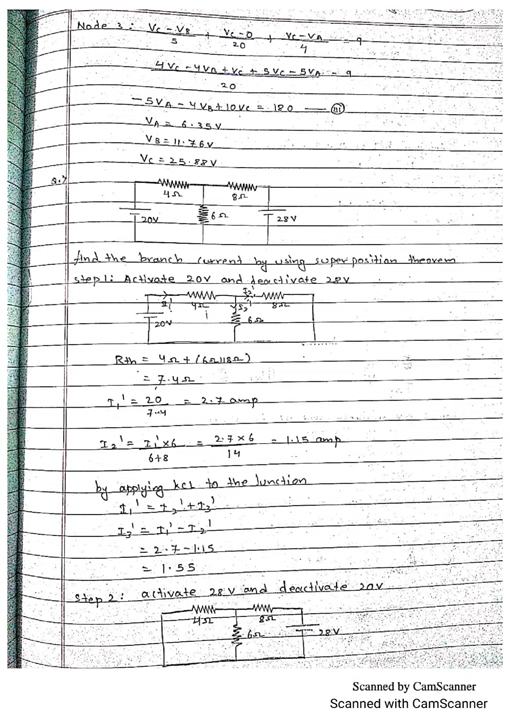 Node 3 : Vc - VB / 5 + Vc - 0 / 20 + Vc - VA / 4 = 9
4Vc - 4VB + Vc + 5Vc - 5VA / 20 = 9
-5VA - 4VB + 10Vc = 180 — (iii)
VA = 6.35V
VB = 11.76V
Vc = 25.88V
4Ω 8Ω
20V 6Ω 28V
find the branch current by using super position theorem
step 1: Activate 20V and deactivate 28V
I1' 4Ω I2' 8Ω
20V I3' 6Ω
Rth = 4Ω + (6Ω||8Ω)
= 7.4Ω
I1' = 20 / 7.4 = 2.7 amp
I2' = I1' x 6 / 6+8 = 2.7 x 6 / 14 = 1.15 amp
by applying KCL to the Junction
I1' = I2' + I3'
I3' = I1' - I2'
= 2.7 - 1.15
= 1.55
Step 2: activate 28V and deactivate 20V
4Ω 8Ω
6Ω 28V
Scanned by CamScanner
Scanned with CamScanner